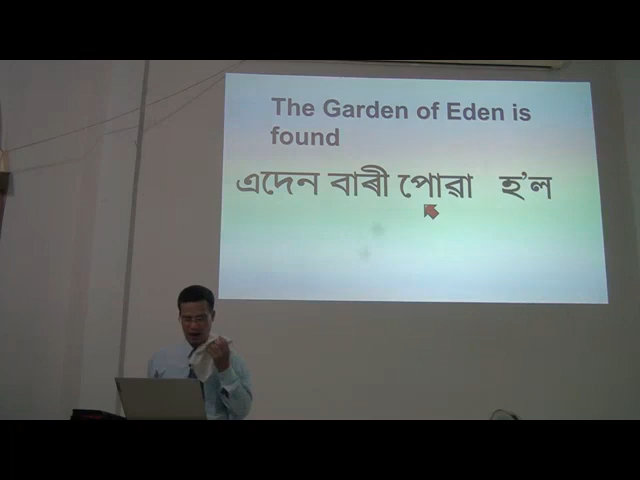 The Garden of Eden is
found
এদেন বাৰী পোৱা হ'ল